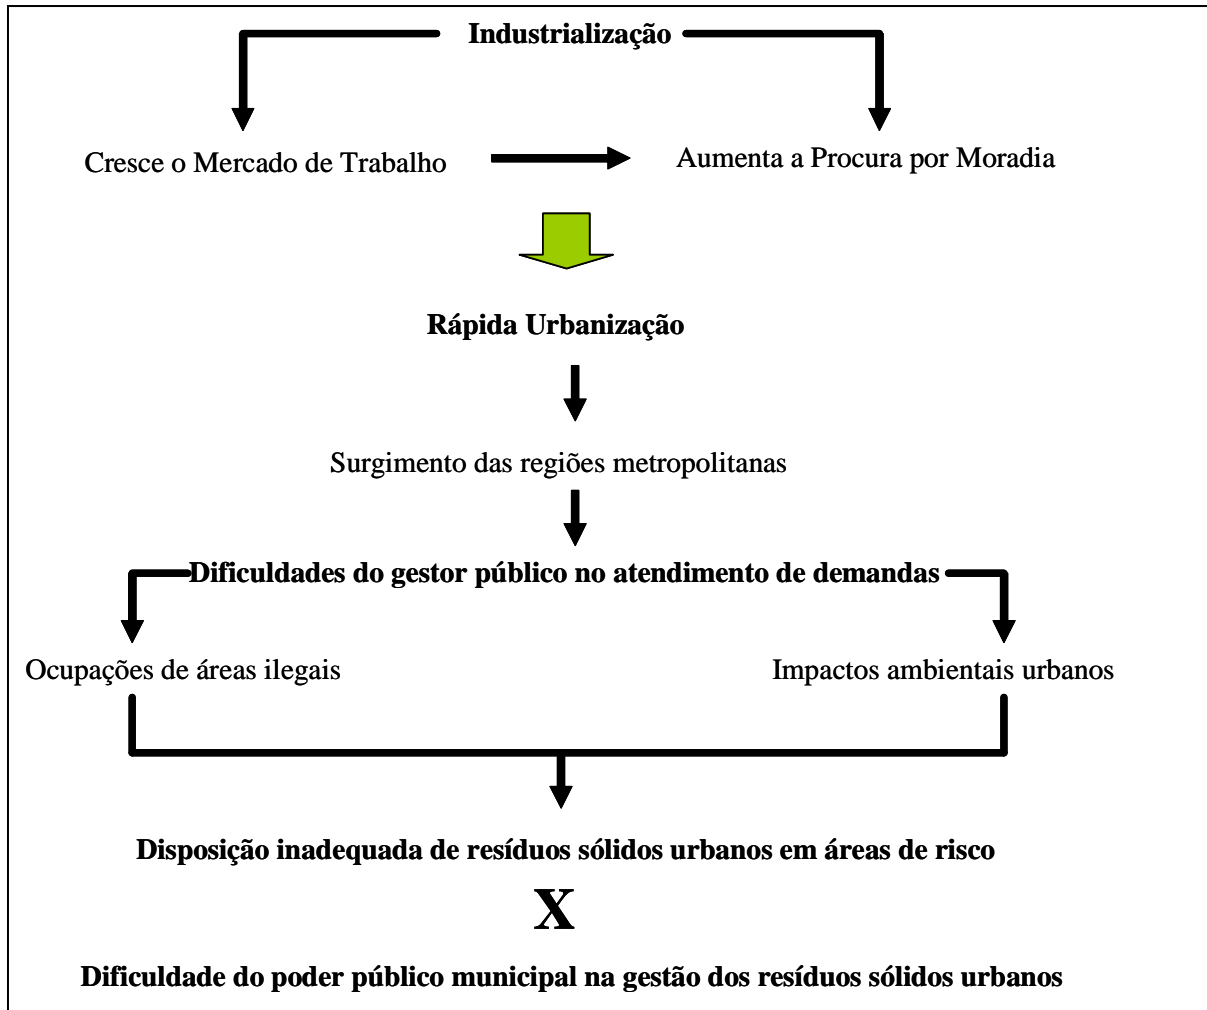 Industrialização
Cresce o Mercado de Trabalho
Aumenta a Procura por Moradia
Rápida Urbanização
Surgimento das regiões metropolitanas
Dificuldades do gestor público no atendimento de demandas
Ocupações de áreas ilegais
Impactos ambientais urbanos
Disposição inadequada de resíduos sólidos urbanos em áreas de risco
X
Dificuldade do poder público municipal na gestão dos resíduos sólidos urbanos